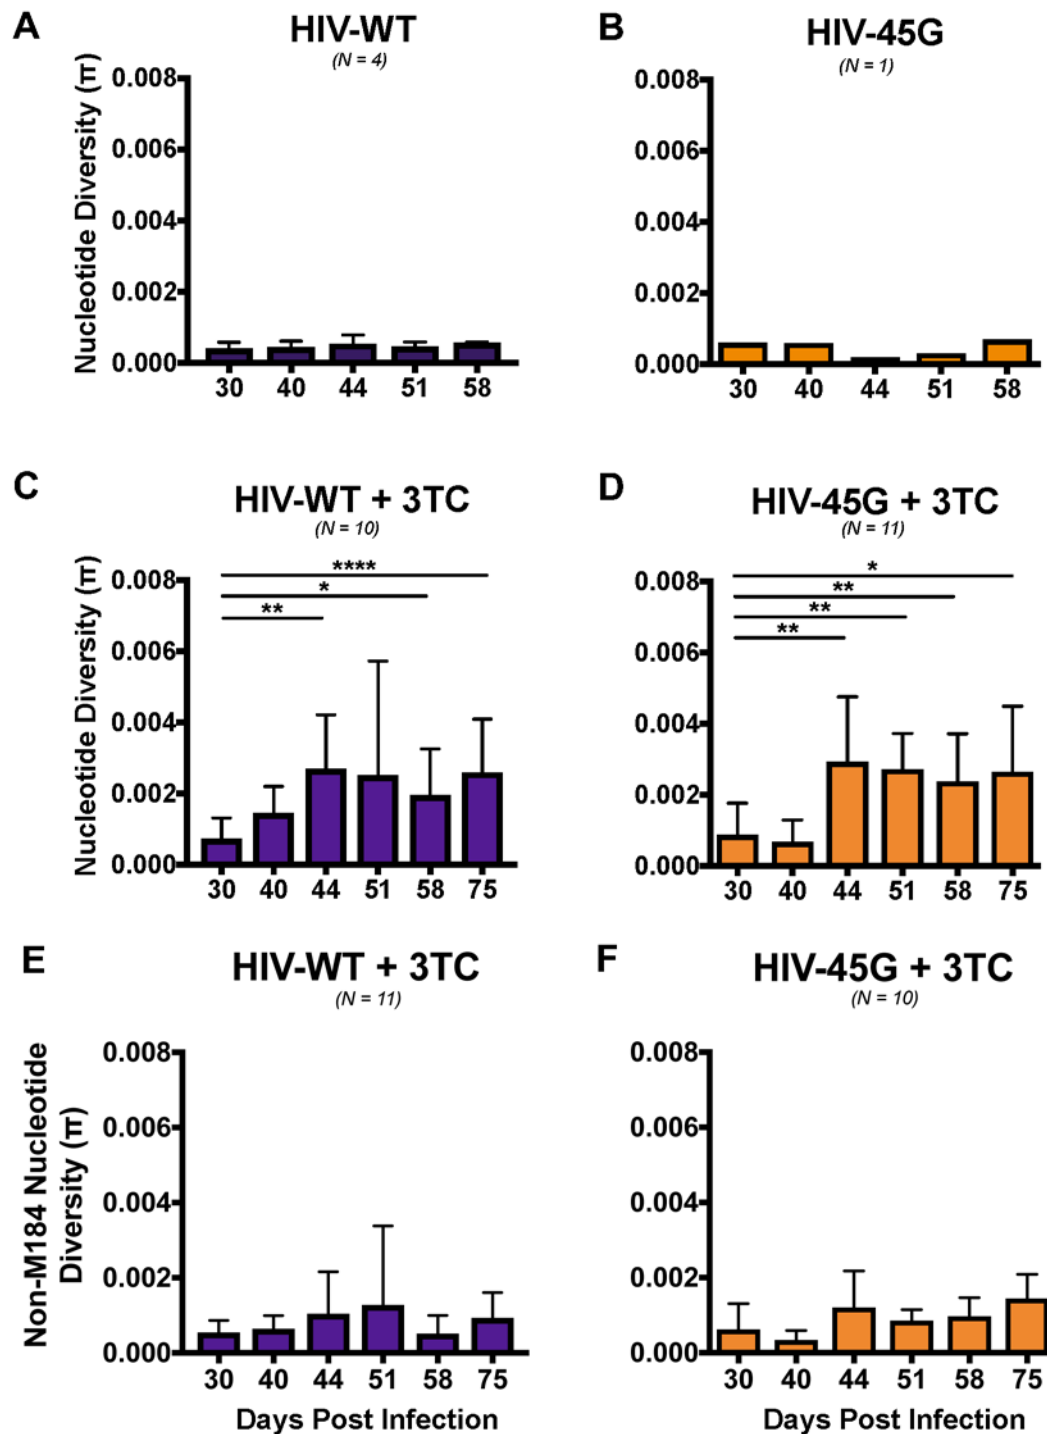 A
HIV-WT
(N = 4)
Nucleotide Diversity (π)
0.008
0.006
0.004
0.002
0.000
30 40 44 51 58
B
HIV-45G
(N = 1)
0.008
0.006
0.004
0.002
0.000
30 40 44 51 58
C
HIV-WT + 3TC
(N = 10)
Nucleotide Diversity (π)
0.008
0.006
0.004
0.002
0.000
****
*
**
30 40 44 51 58 75
D
HIV-45G + 3TC
(N = 11)
0.008
0.006
0.004
0.002
0.000
*
**
**
**
30 40 44 51 58 75
E
HIV-WT + 3TC
(N = 11)
Non-M184 Nucleotide
Diversity (π)
0.008
0.006
0.004
0.002
0.000
30 40 44 51 58 75
Days Post Infection
F
HIV-45G + 3TC
(N = 10)
0.008
0.006
0.004
0.002
0.000
30 40 44 51 58 75
Days Post Infection